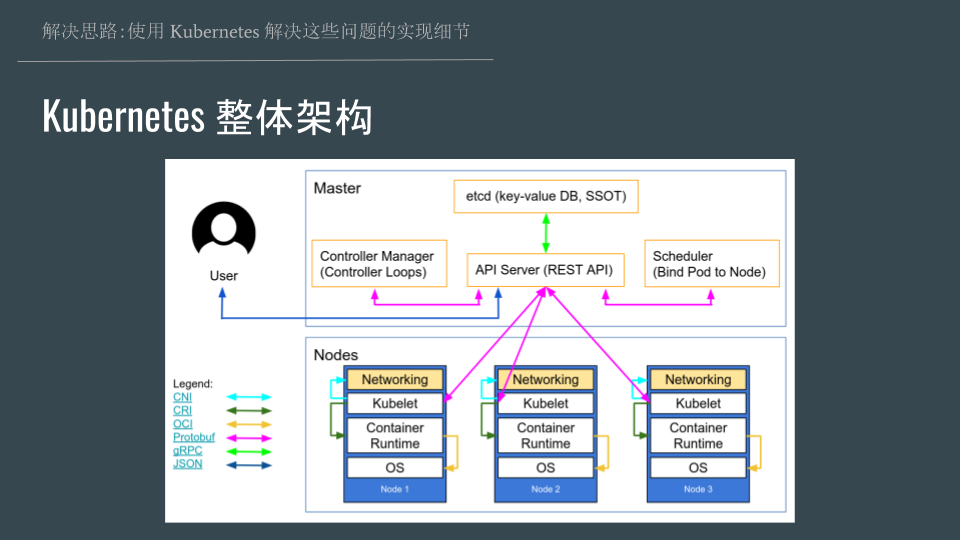 解决思路：使用 Kubernetes 解决这些问题的实现细节
Kubernetes 整体架构
Master
etcd (key-value DB, SSOT)
Controller Manager
(Controller Loops)
API Server (REST API)
Scheduler
(Bind Pod to Node)
User
Nodes
Legend:
CNI
CRI
OCI
Protobuf
gRPC
JSON
Networking
Kubelet
Container
Runtime
OS
Node 1
Networking
Kubelet
Container
Runtime
OS
Node 2
Networking
Kubelet
Container
Runtime
OS
Node 3